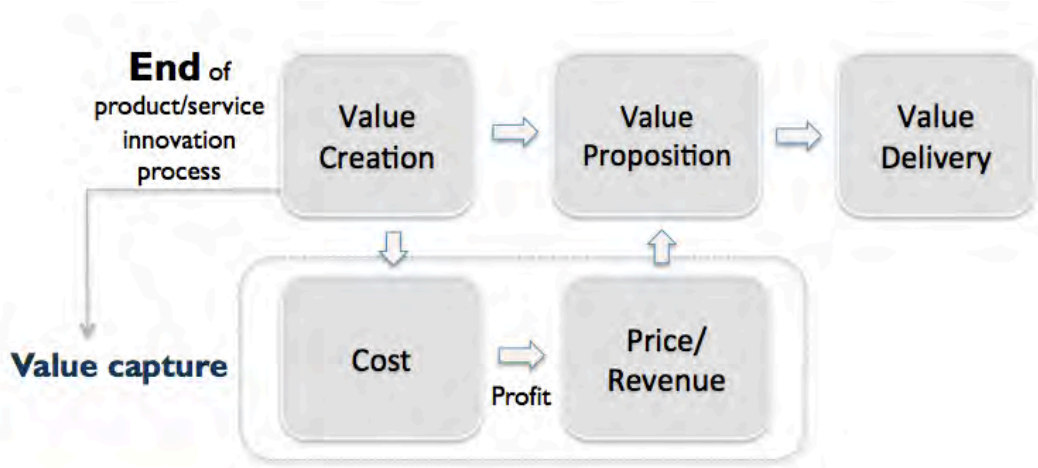 End of
product/service
innovation
process
Value
Creation
Value
Proposition
Value
Delivery
Value capture
Cost
Profit
Price/
Revenue